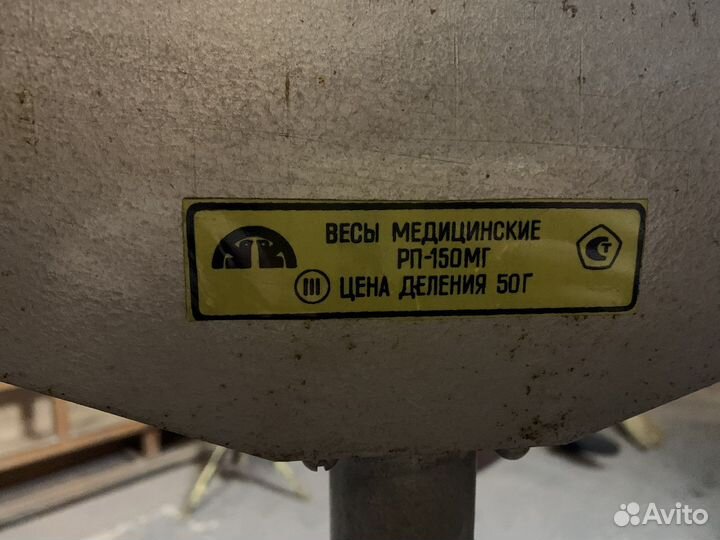 ВЕСЫ МЕДИЦИНСКИЕ
РП-150МГ
III ЦЕНА ДЕЛЕНИЯ 50Г
Avito